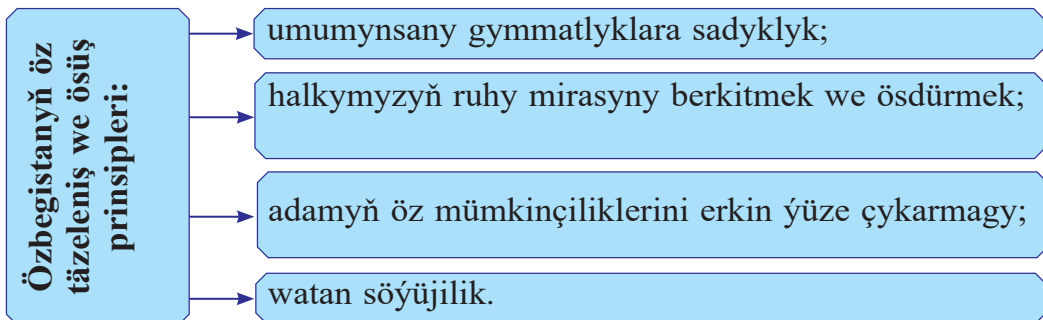 Özbegistanyň öz
täzeleniş we ösüş
prinsipleri:
umumynsany gymmatlyklara sadyklyk;
halkymyzyň ruhy mirasyny berkitmek we ösdürmek;
adamyň öz mümkinçiliklerini erkin ýüze çykarmagy;
watan söýüjilik.